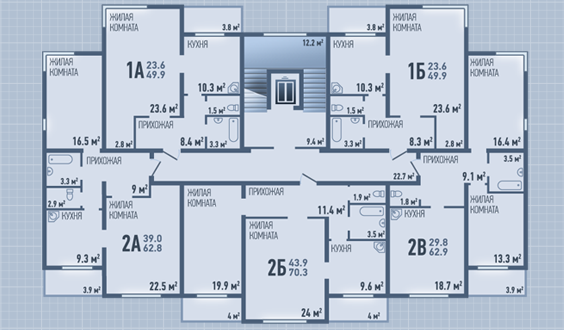 ЖИЛАЯ
КОМНАТА
3.8 м²
12.2 м²
3.8 м²
ЖИЛАЯ
КОМНАТА
ЖИЛАЯ
КОМНАТА
КУХНЯ
КУХНЯ
ЖИЛАЯ
КОМНАТА
1А 23.6
49.9
1Б 23.6
49.9
10.3 м²
10.3 м²
23.6 м²
1.5 м²
1.5 м²
23.6 м²
ПРИХОЖАЯ
ПРИХОЖАЯ
16.5 м²
2.8 м²
8.4 м²
3.3 м²
9.4 м²
3.3 м²
8.3 м²
2.8 м²
16.4 м²
ПРИХОЖАЯ
ПРИХОЖАЯ
3.5 м²
3.3 м²
9 м²
22.7 м²
9.1 м²
2.9 м²
ЖИЛАЯ
КОМНАТА
ЖИЛАЯ
КОМНАТА
ПРИХОЖАЯ
1.9 м²
1.8 м²
ЖИЛАЯ
КОМНАТА
КУХНЯ
11.4 м²
КУХНЯ
ЖИЛАЯ
КОМНАТА
ЖИЛАЯ
КОМНАТА
3.5 м²
2А 39.0
62.8
КУХНЯ
2В 29.8
62.9
2Б 43.9
70.3
9.3 м²
13.3 м²
3.9 м²
22.5 м²
19.9 м²
9.6 м²
18.7 м²
3.9 м²
4 м²
24 м²
4 м²